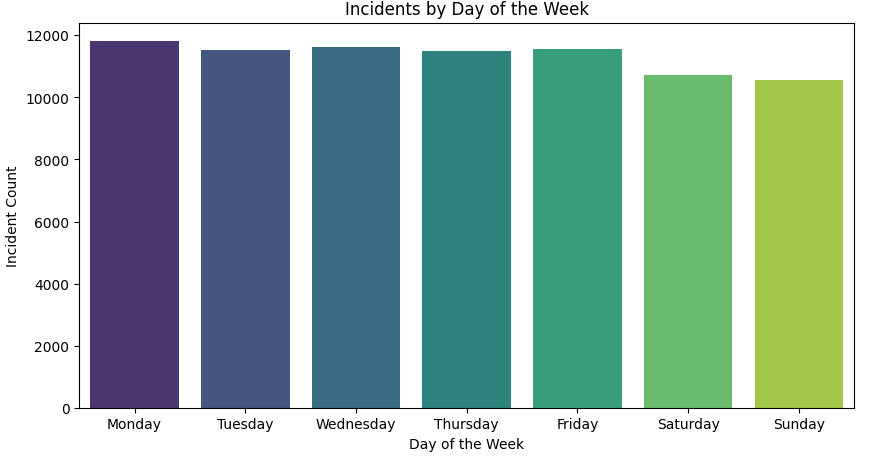 Incidents by Day of the Week
12000
10000
8000
6000
4000
2000
0
Incident Count
Monday Tuesday Wednesday Thursday Friday Saturday Sunday
Day of the Week